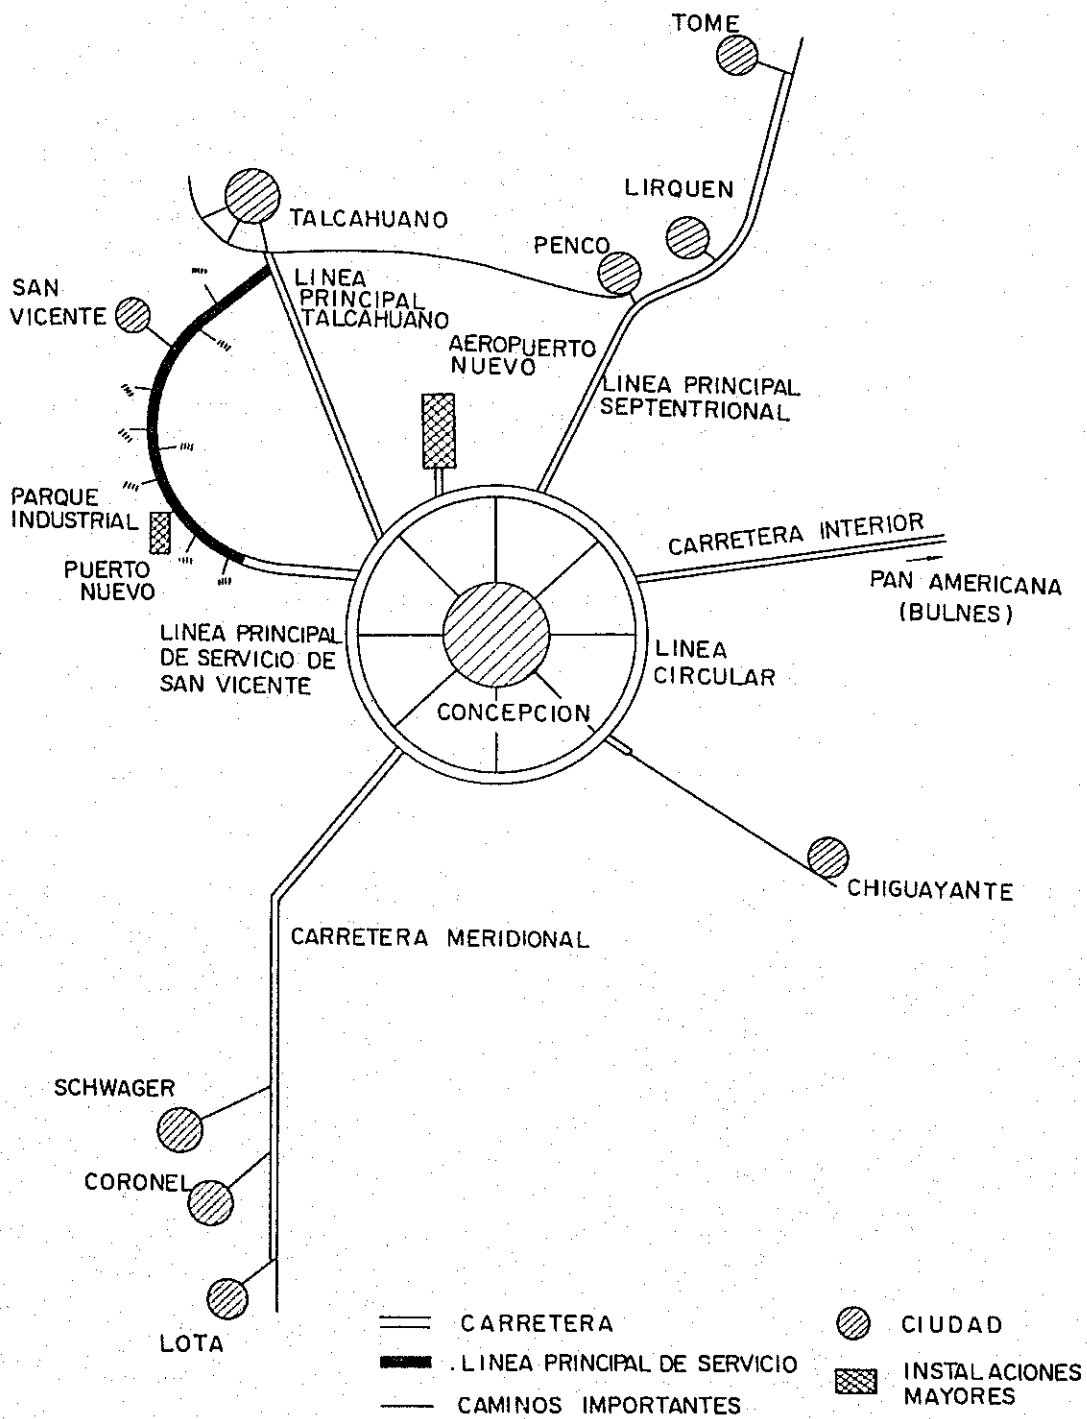 TOME
LIRQUEN
TALCAHUANO
PENCO
LINEA
PRINCIPAL
TALCAHUANO
SAN
VICENTE
AEROPUERTO
NUEVO
LINEA PRINCIPAL
SEPTENTRIONAL
PARQUE
INDUSTRIAL
PUERTO
NUEVO
CARRETERA INTERIOR
PAN AMERICANA
(BULNES)
LINEA PRINCIPAL
DE SERVICIO DE
SAN VICENTE
LINEA
CIRCULAR
CONCEPCION
CHIGUAYANTE
CARRETERA MERIDIONAL
SCHWAGER
CORONEL
LOTA
CARRETERA
.LINEA PRINCIPAL DE SERVICIO
CAMINOS IMPORTANTES
CIUDAD
INSTALACIONES
MAYORES